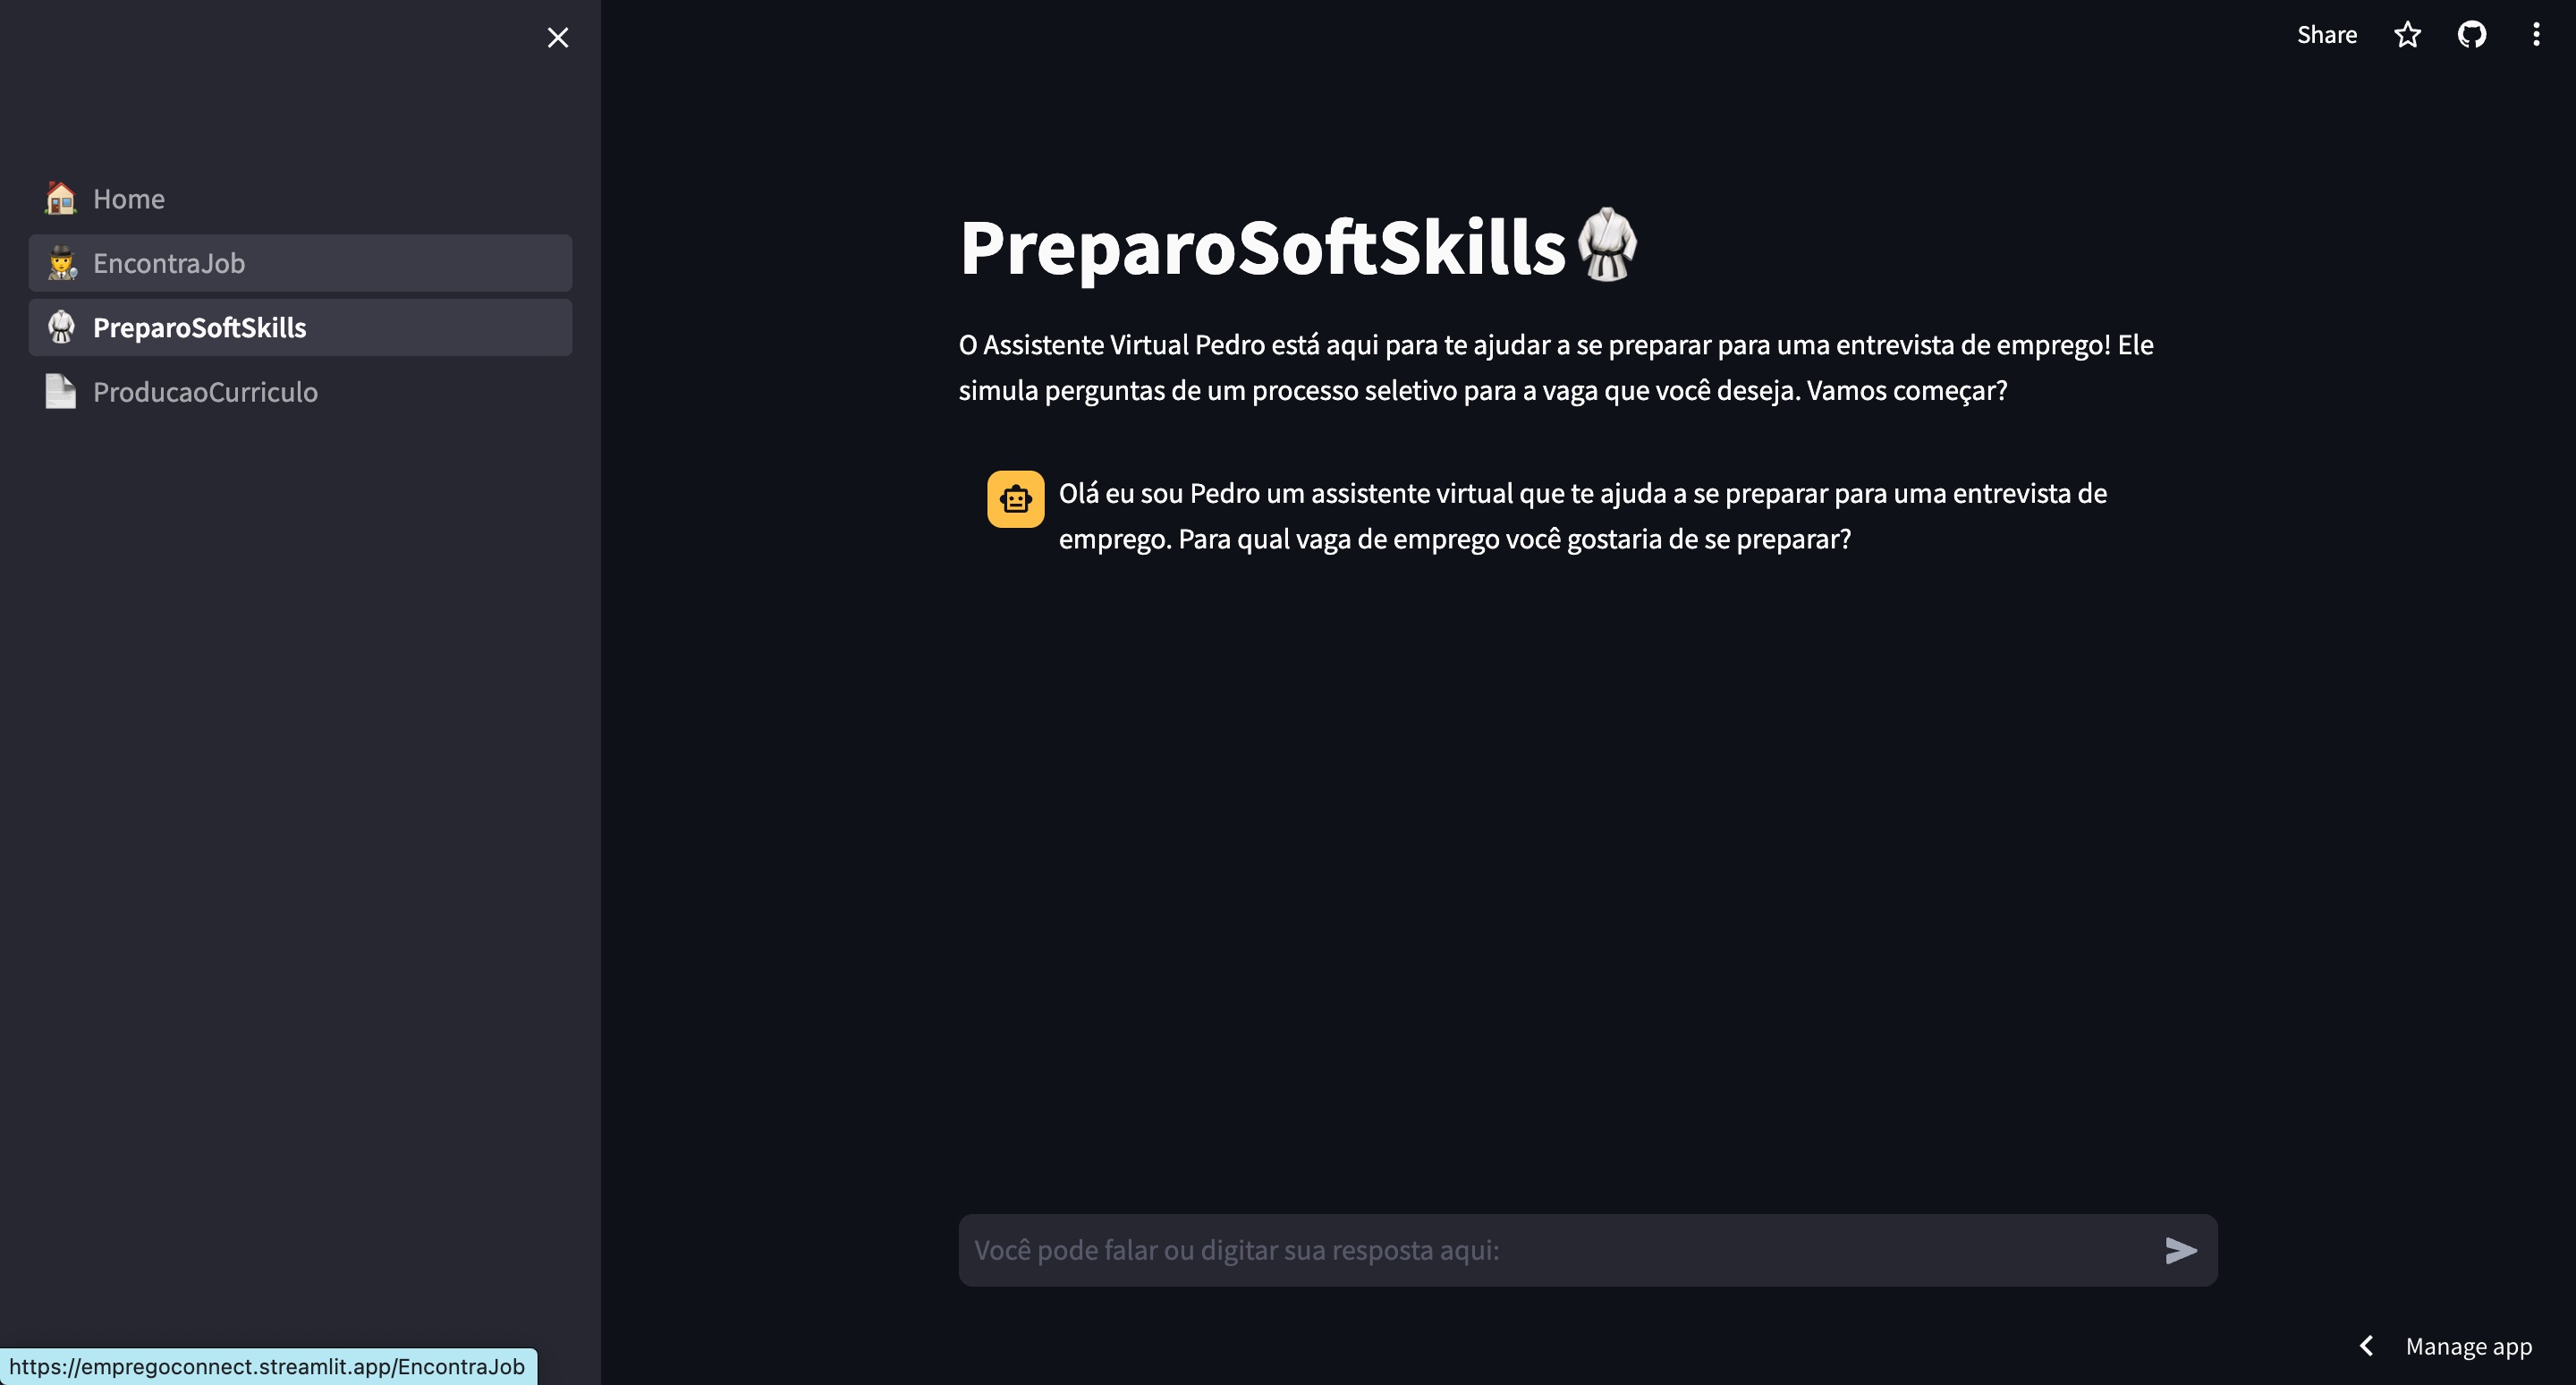 Share
Home
EncontraJob
PreparoSoftSkills
ProducaoCurriculo
PreparoSoftSkills
O Assistente Virtual Pedro está aqui para te ajudar a se preparar para uma entrevista de emprego! Ele
simula perguntas de um processo seletivo para a vaga que você deseja. Vamos começar?
Olá eu sou Pedro um assistente virtual que te ajuda a se preparar para uma entrevista de
emprego. Para qual vaga de emprego você gostaria de se preparar?
Você pode falar ou digitar sua resposta aqui:
Manage app
https://empregoconnect.streamlit.app/EncontraJob